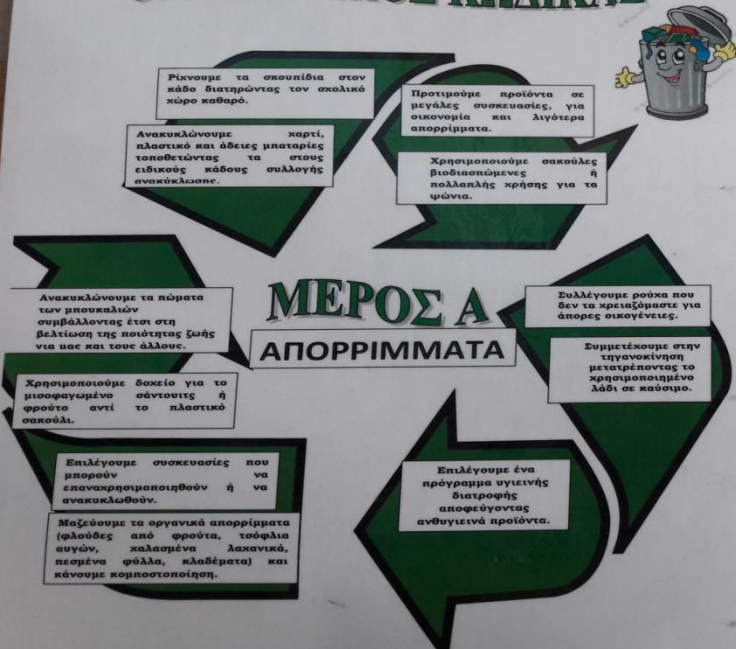 Ρίχνουμε τα σκουπίδια στον
κάδο διατηρώντας τον σχολικό
χώρο καθαρό.
Ανακυκλώνουμε χαρτί,
πλαστικό και άδειες μπαταρίες
τοποθετώντας τα στους
ειδικούς κάδους συλλογής
ανακύκλωσης.
Προτιμούμε προϊόντα σε
μεγάλες συσκευασίες, για
οικονομία και λιγότερα
απορρίμματα.
Χρησιμοποιούμε σακούλες
βιοδιασπώμενες ή
πολλαπλής χρήσης για τα
ψώνια.
Ανακυκλώνουμε τα πώματα
των μπουκαλιών
συμβάλλοντας έτσι στη
βελτίωση της ποιότητας ζωής
για μας και τους άλλους.
Χρησιμοποιούμε δοχείο για το
μισοφαγωμένο σάντουιτς ή
φρούτο αντί το πλαστικό
σακούλι.
ΜΕΡΟΣ Α
ΑΠΟΡΡΙΜΜΑΤΑ
Συλλέγουμε ρούχα που
δεν τα χρειαζόμαστε για
άπορες οικογένειες.
Συμμετέχουμε στην
τηγανοκίνηση
μετατρέποντας το
χρησιμοποιημένο
λάδι σε καύσιμο.
Επιλέγουμε συσκευασίες που
μπορούν να
επαναχρησιμοποιηθούν ή να
ανακυκλωθούν.
Μαζεύουμε τα οργανικά απορρίμματα
(φλούδες από φρούτα, τσόφλια
αυγών, χαλασμένα λαχανικά,
πεσμένα φύλλα, κλαδέματα) και
κάνουμε κομποστοποίηση.
Επιλέγουμε ένα
πρόγραμμα υγιεινής
διατροφής
αποφεύγοντας
ανθυγιεινά προϊόντα.